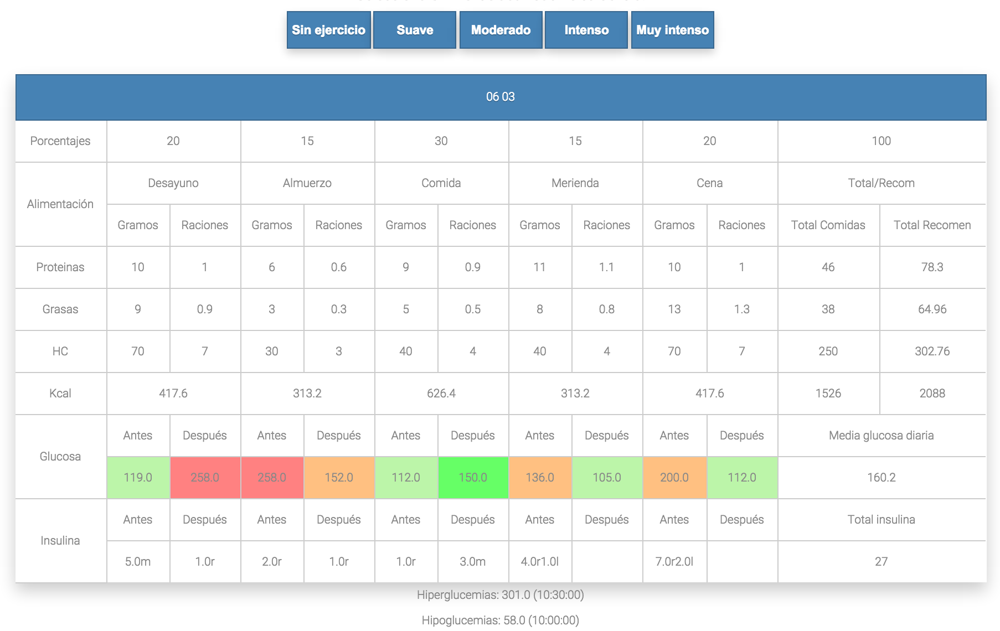 Sin ejercicio Suave Moderado Intenso Muy intenso
06 03
Porcentajes 20 15 30 15 20 100
Alimentación Desayuno Almuerzo Comida Merienda Cena Total/Recom
Gramos Raciones Gramos Raciones Gramos Raciones Gramos Raciones Gramos Raciones Total Comidas Total Recomen
Proteinas 10 1 6 0.6 9 0.9 11 1.1 10 1 46 78.3
Grasas 9 0.9 3 0.3 5 0.5 8 0.8 13 1.3 38 64.96
HC 70 7 30 3 40 4 40 4 70 7 250 302.76
Kcal 417.6 313.2 626.4 313.2 417.6 1526 2088
Glucosa Antes Después Antes Después Antes Después Antes Después Antes Después Media glucosa diaria
119.0 258.0 258.0 152.0 112.0 150.0 136.0 105.0 200.0 112.0 160.2
Insulina Antes Después Antes Después Antes Después Antes Después Antes Después Total insulina
5.0m 1.0r 2.0r 1.0r 1.0r 3.0m 4.0r1.0l 7.0r2.0l 27
Hiperglucemias: 301.0 (10:30:00)
Hipoglucemias: 58.0 (10:00:00)